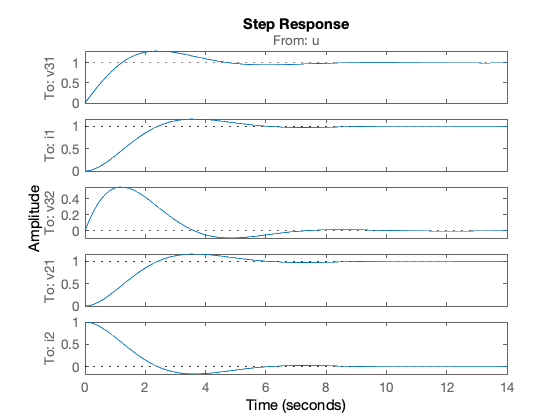 Step Response
From: u
To: v31
1
0.5
0
To: i1
1
0.5
0
To: v32
0.4
0.2
0
To: v21
1
0.5
0
To: i2
1
0.5
0
Amplitude
0 2 4 6 8 10 12 14
Time (seconds)